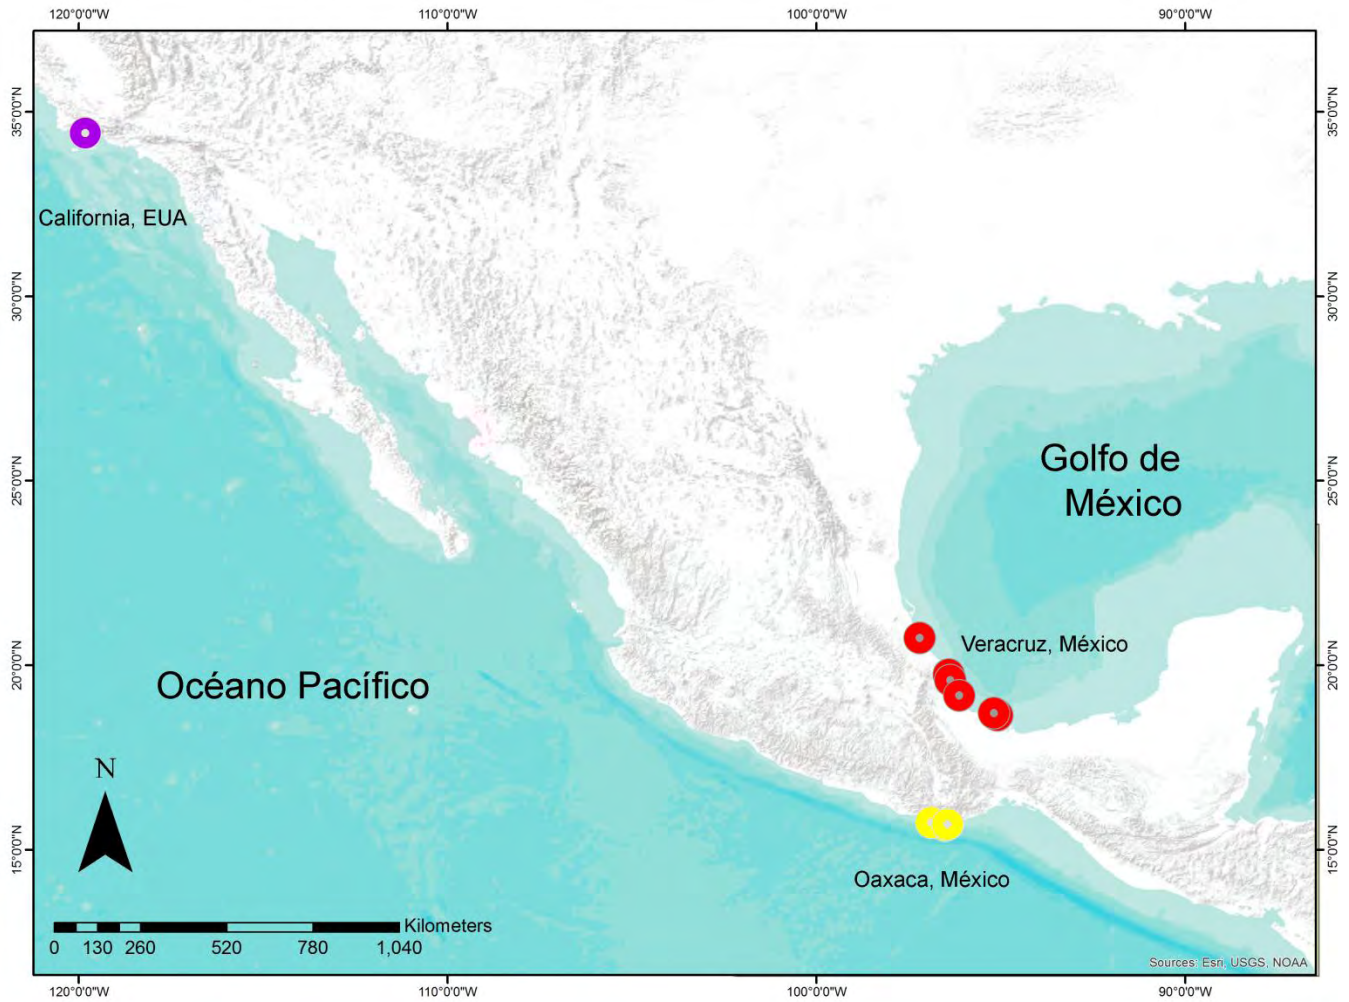 120°0'0"W 110°0'0"W 100°0'0"W 90°0'0"W
35°0'0"N 35°0'0"N
California, EUA
30°0'0"N 30°0'0"N
Golfo de
México
25°0'0"N 25°0'0"N
Veracruz, México
20°0'0"N 20°0'0"N
Océano Pacífico
N
15°0'0"N 15°0'0"N
Oaxaca, México
Kilometers
0 130 260 520 780 1,040
Sources: Esri, USGS, NOAA
120°0'0"W 110°0'0"W 100°0'0"W 90°0'0"W